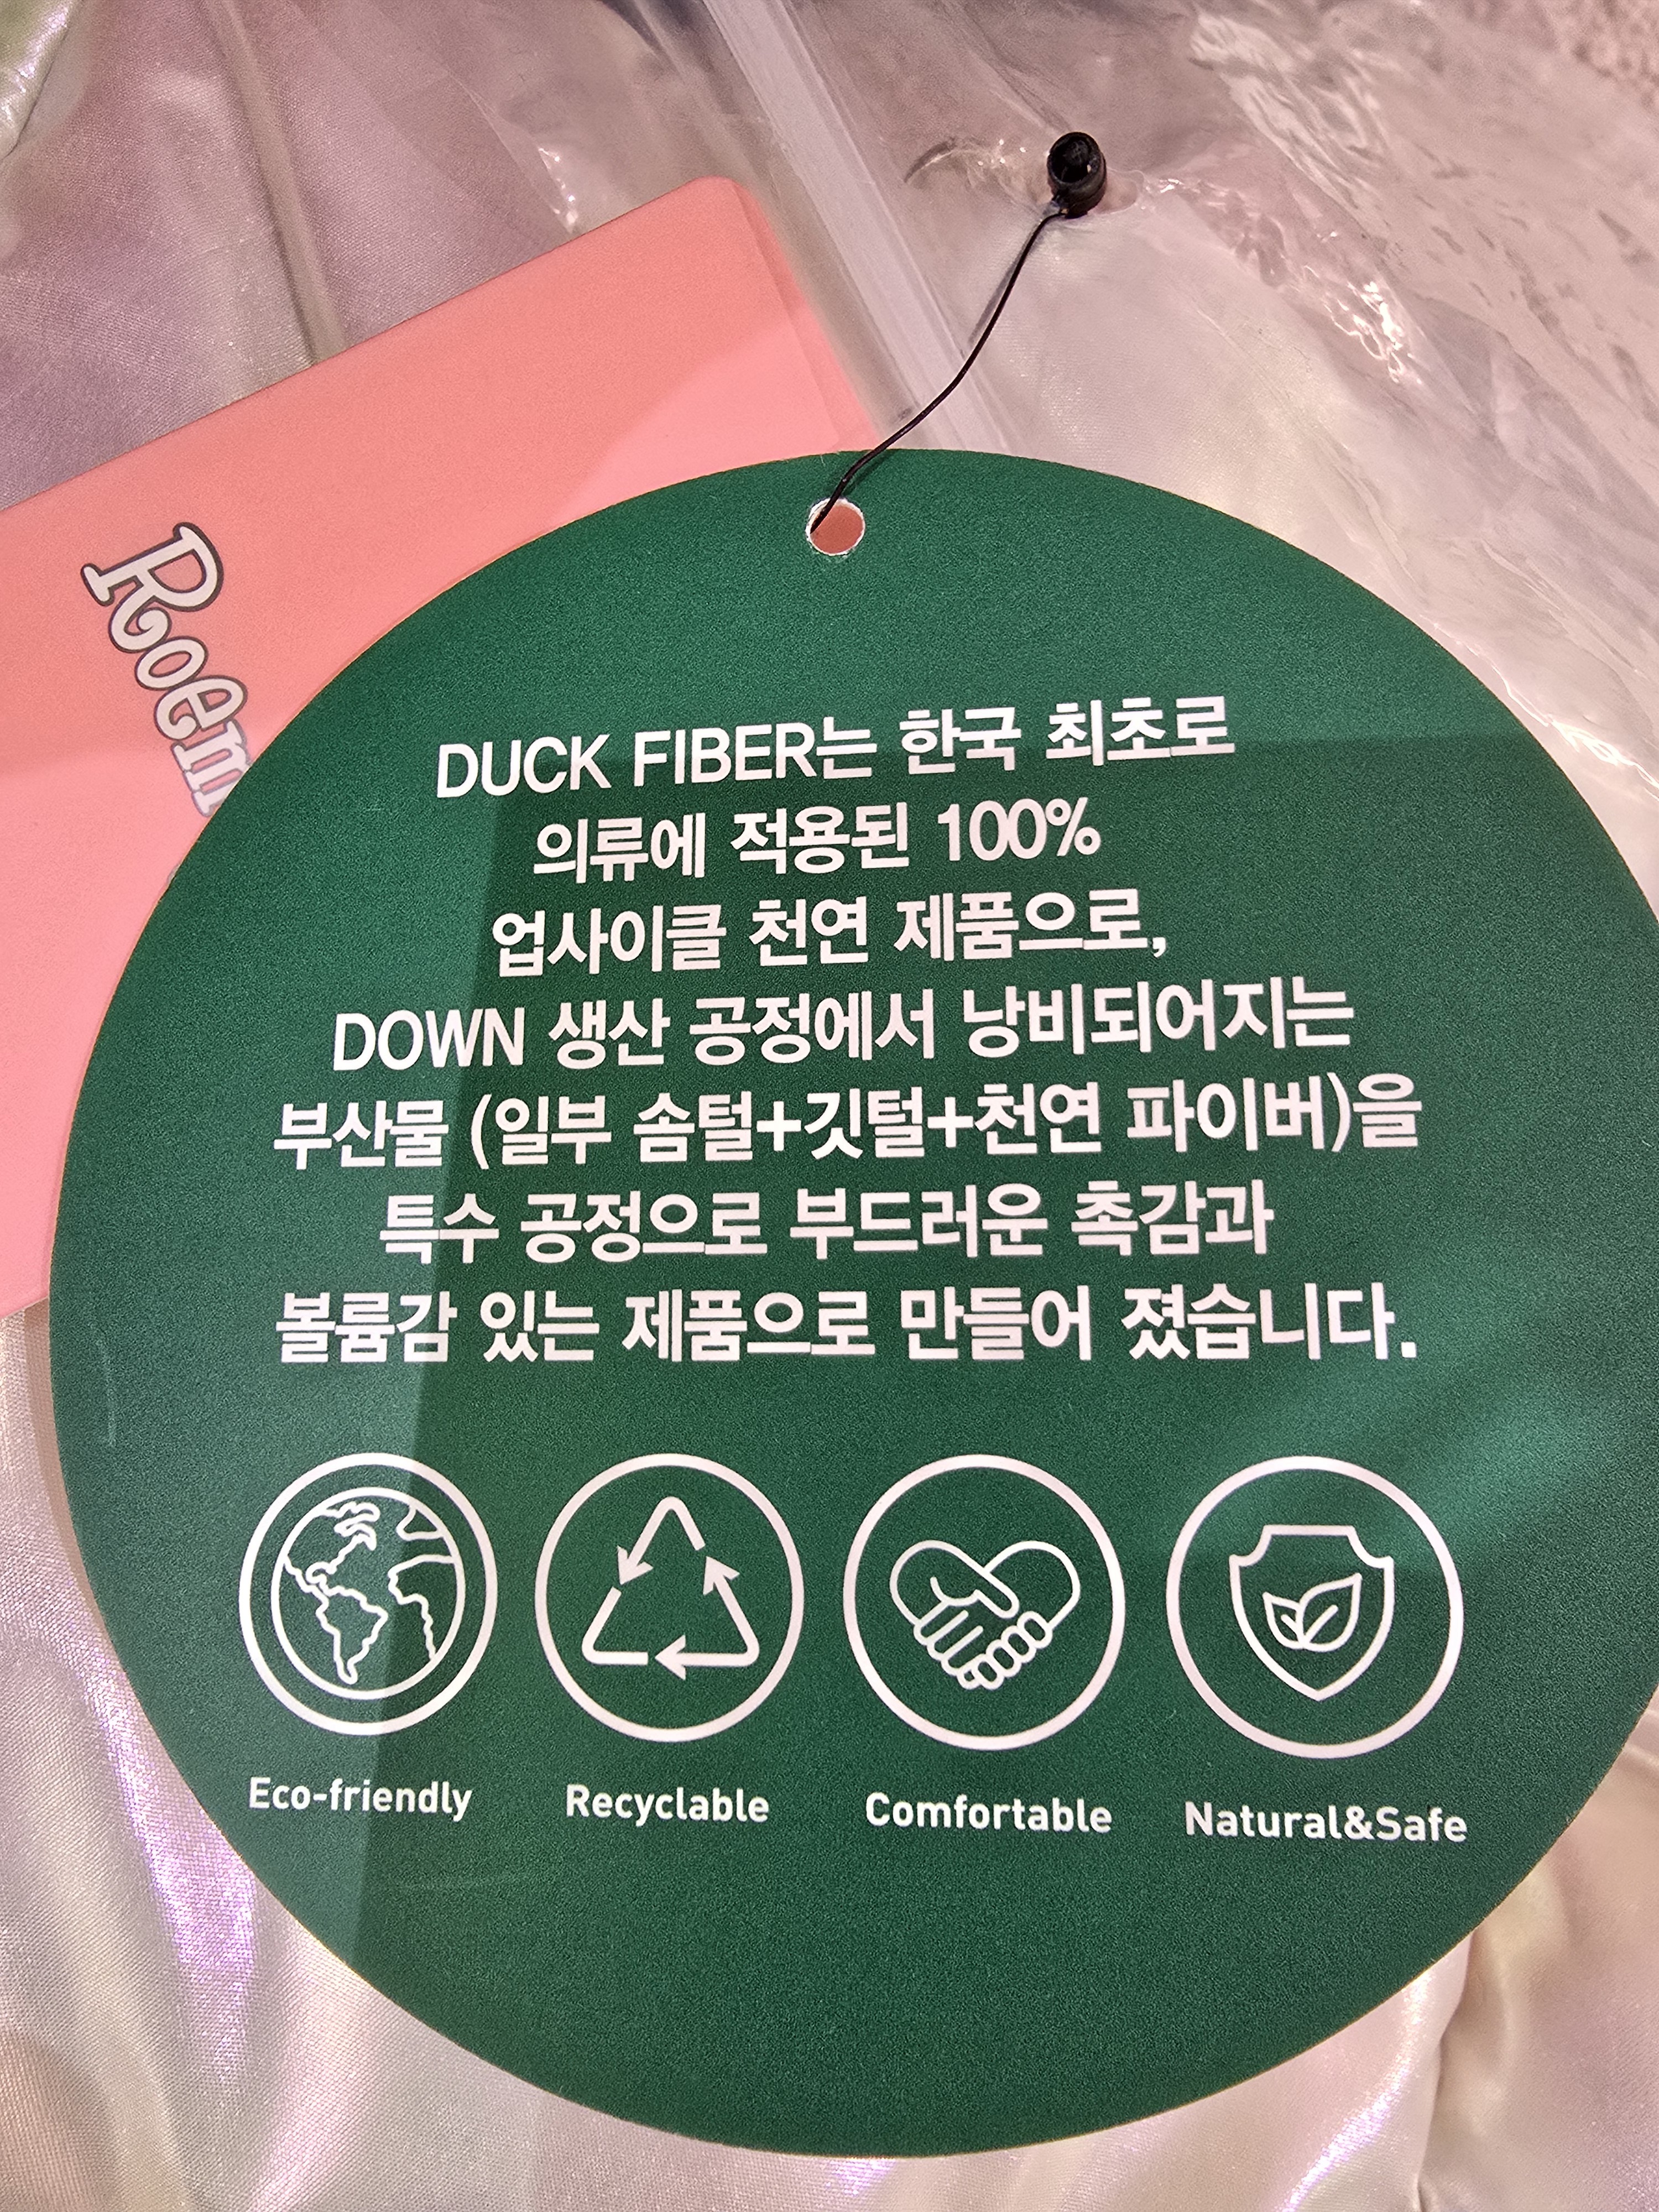 Roem
DUCK FIBER는 한국 최초로
의류에 적용된 100%
업사이클 천연 제품으로,
DOWN 생산 공정에서 낭비되어지는
부산물 (일부 솜털+깃털+천연 파이버)을
특수 공정으로 부드러운 촉감과
볼륨감 있는 제품으로 만들어 졌습니다.
Eco-friendly
Recyclable
Comfortable
Natural&Safe